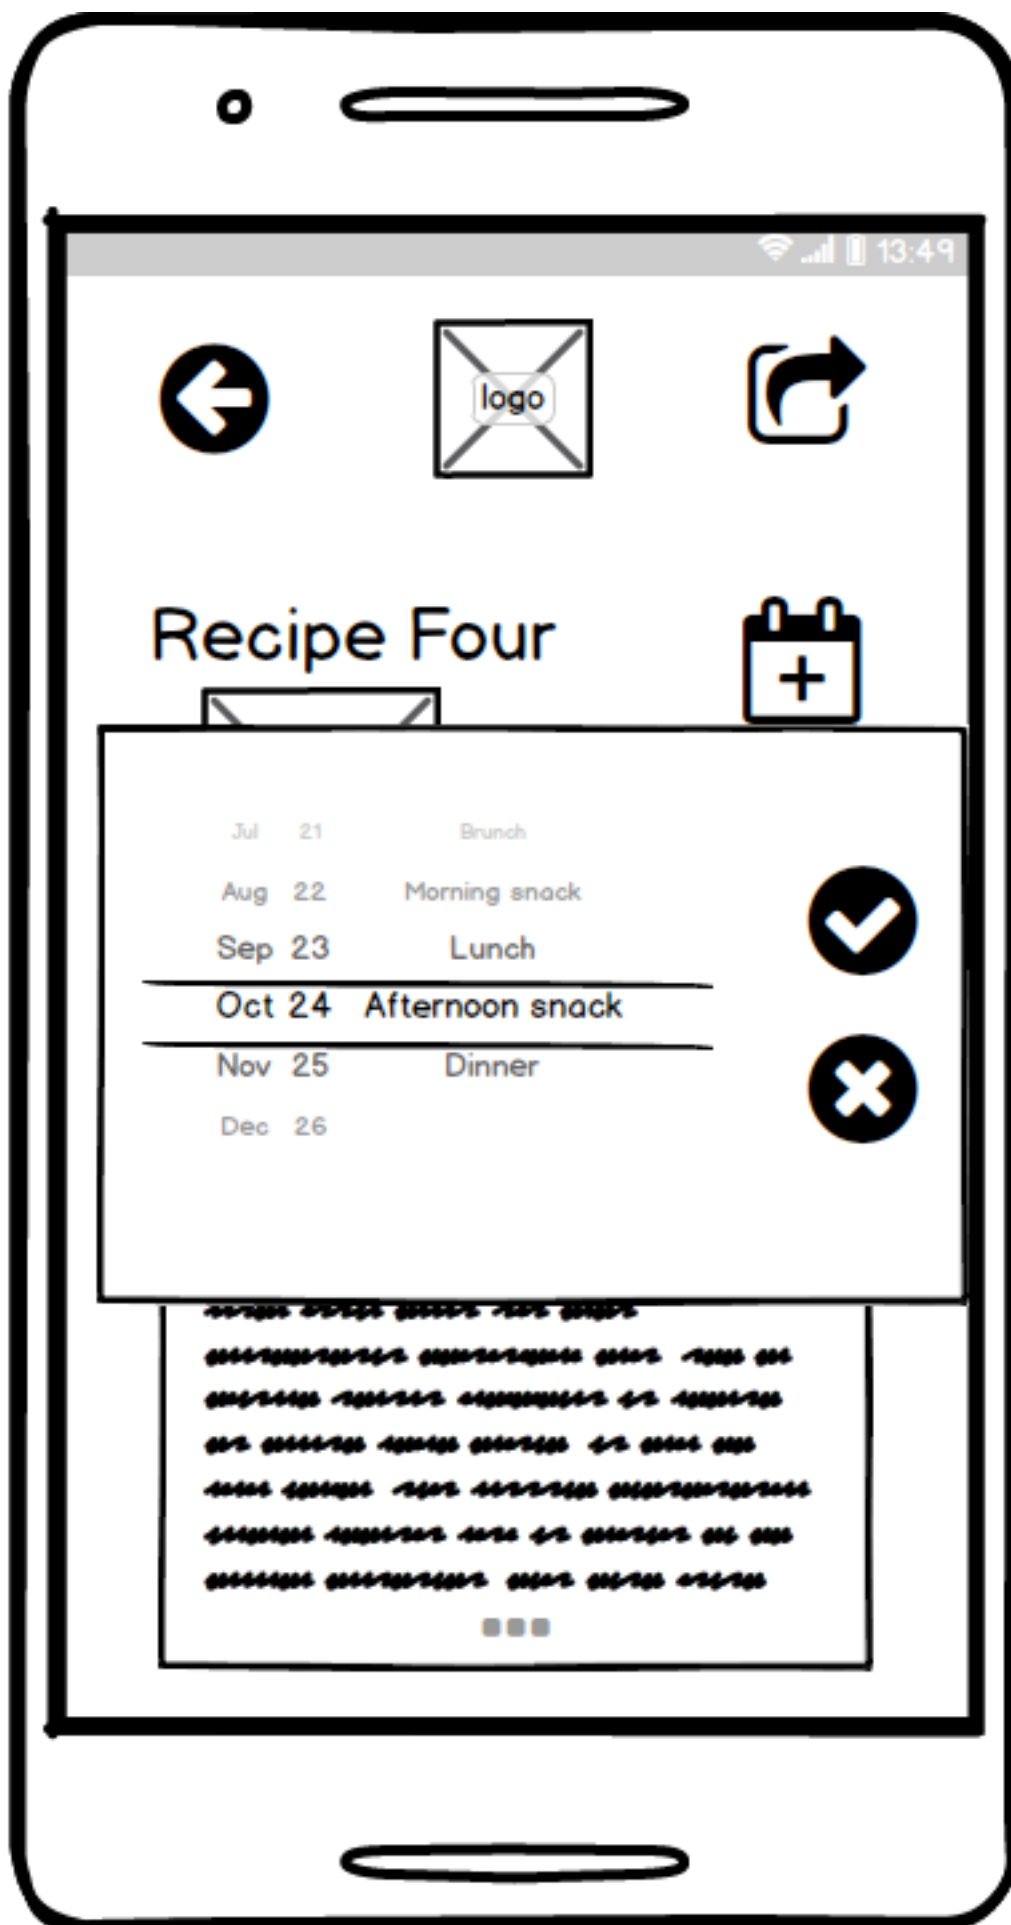 13:49
logo
Recipe Four
Jul 21 Brunch
Aug 22 Morning snack
Sep 23 Lunch
Oct 24 Afternoon snack
Nov 25 Dinner
Dec 26